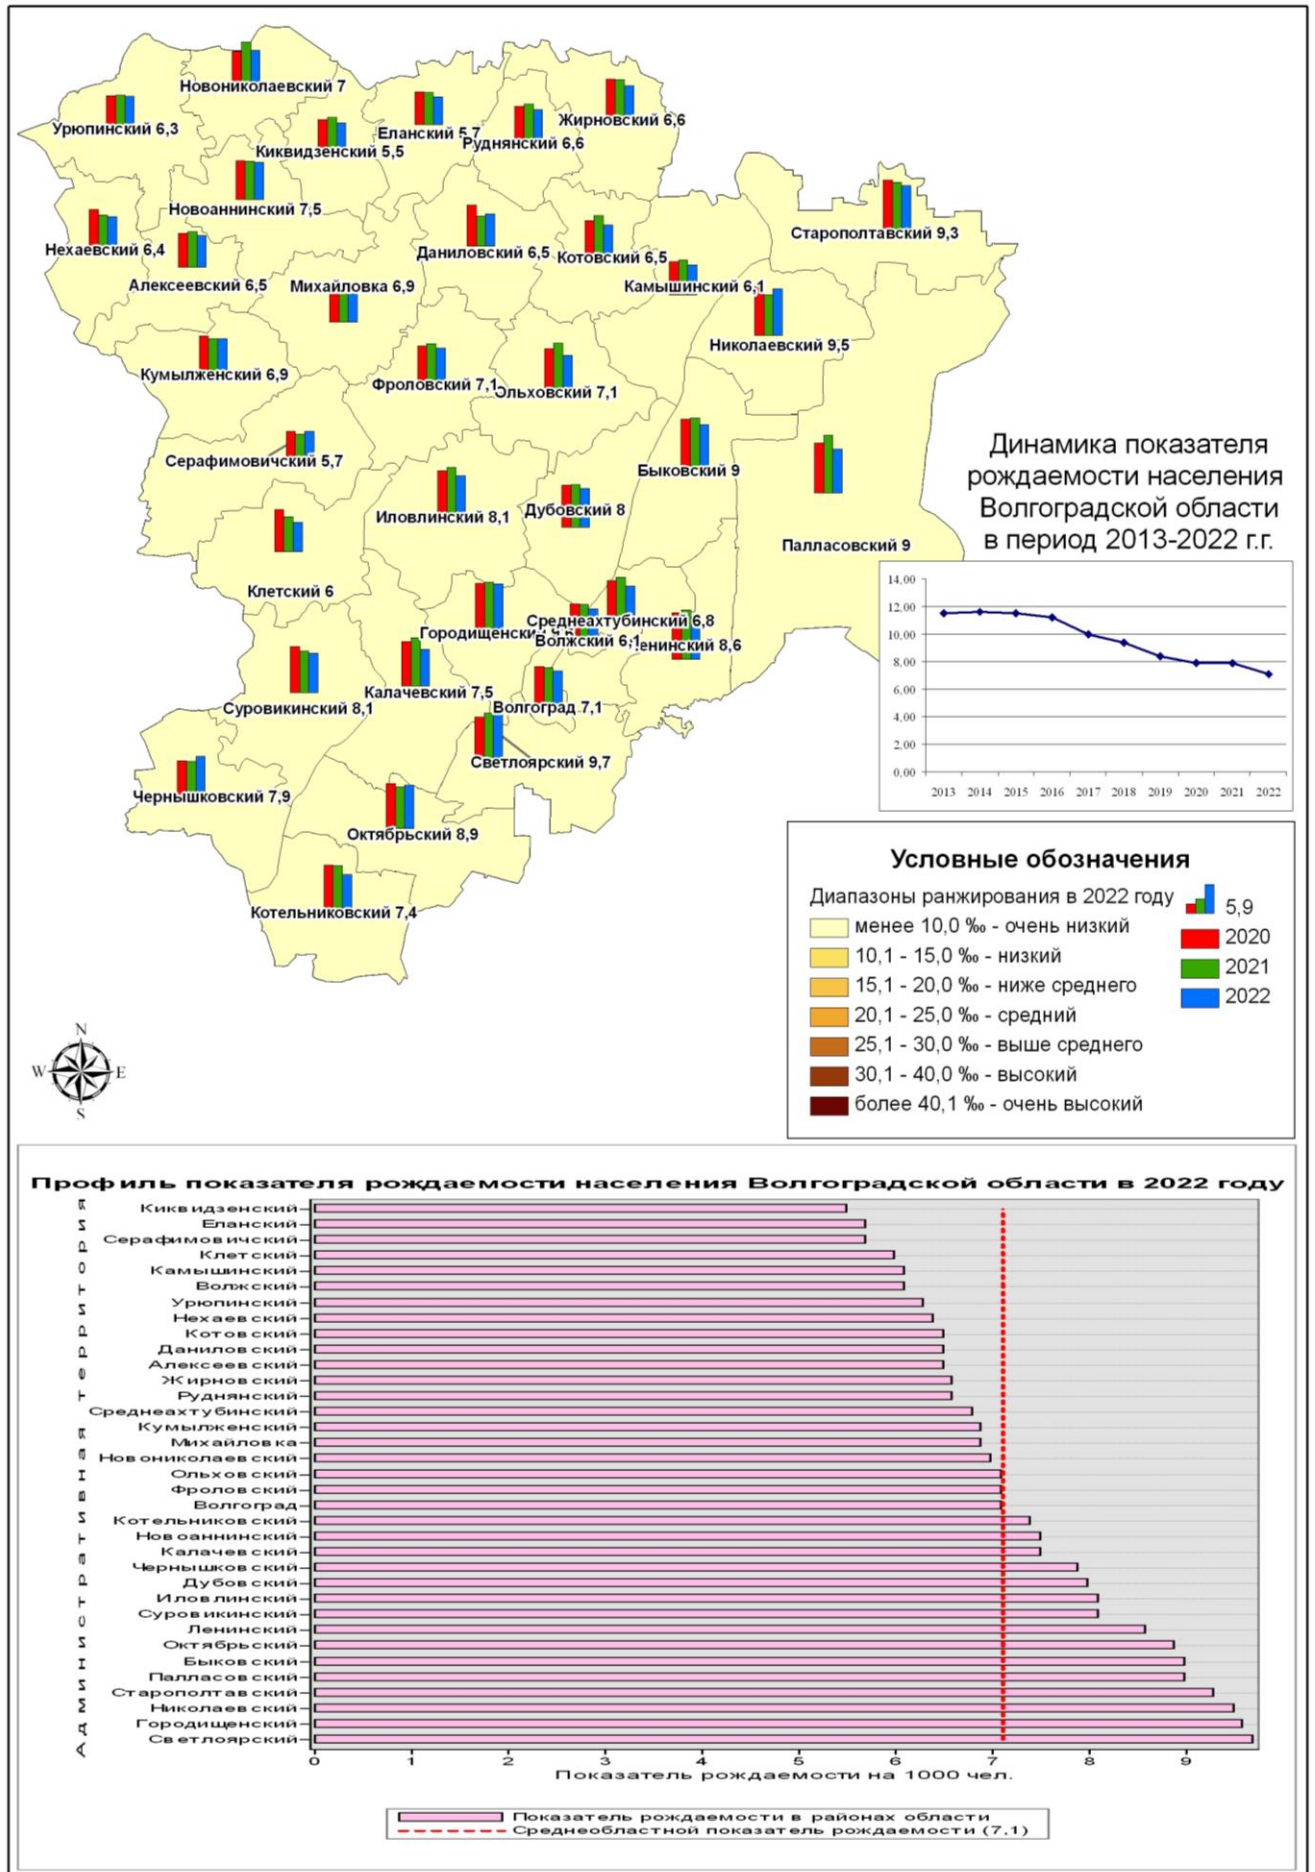 Новониколаевский 7
Урюпинский 6,3
Киквидзенский 5,5
Еланский 5,7
Руднянский 6,6
Жирновский 6,6
Новоаннинский 7,5
Нехаевский 6,4
Алексеевский 6,5
Михайловка 6,9
Даниловский 6,5
Котовский 6,5
Камышинский 6,1
Старополтавский 9,3
Николаевский 9,5
Кумылженский 6,9
Фроловский 7,1
Ольховский 7,1
Серафимовичский 5,7
Быковский 9
Иловлинский 8,1
Дубовский 8
Палласовский 9
Клетский 6
Городищенский
Среднеахтубинский 6,8
Волжский 6,1
Ленинский 8,6
Суровикинский 8,1
Калачевский 7,5
Волгоград 7,1
Светлоярский 9,7
Чернышковский 7,9
Октябрьский 8,9
Котельниковский 7,4
Динамика показателя
рождаемости населения
Волгоградской области
в период 2013-2022 г.г.
14,00
12,00
10,00
8,00
6,00
4,00
2,00
0,00
2013 2014 2015 2016 2017 2018 2019 2020 2021 2022
Условные обозначения
Диапазоны ранжирования в 2022 году
менее 10,0 ‰ - очень низкий
10,1 - 15,0 ‰ - низкий
15,1 - 20,0 ‰ - ниже среднего
20,1 - 25,0 ‰ - средний
25,1 - 30,0 ‰ - выше среднего
30,1 - 40,0 ‰ - высокий
более 40,1 ‰ - очень высокий
5,9
2020
2021
2022
N
W E
S
Профиль показателя рождаемости населения Волгоградской области в 2022 году
Административная территория
Киквидзенский
Еланский
Серафимовичский
Клетский
Камышинский
Волжский
Урюпинский
Нехаевский
Котовский
Даниловский
Алексеевский
Жирновский
Руднянский
Среднеахтубинский
Кумылженский
Михайловка
Новониколаевский
Ольховский
Фроловский
Волгоград
Котельниковский
Новоаннинский
Калачевский
Чернышковский
Дубовский
Иловлинский
Суровикинский
Ленинский
Октябрьский
Быковский
Палласовский
Старополтавский
Николаевский
Городищенский
Светлоярский
0 1 2 3 4 5 6 7 8 9
Показатель рождаемости на 1000 чел.
Показатель рождаемости в районах области
Среднеобластной показатель рождаемости (7,1)